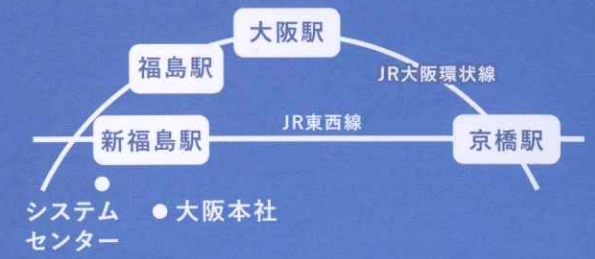 大阪駅
福島駅
JR大阪環状線
JR東西線
新福島駅
京橋駅
システム
センター
大阪本社